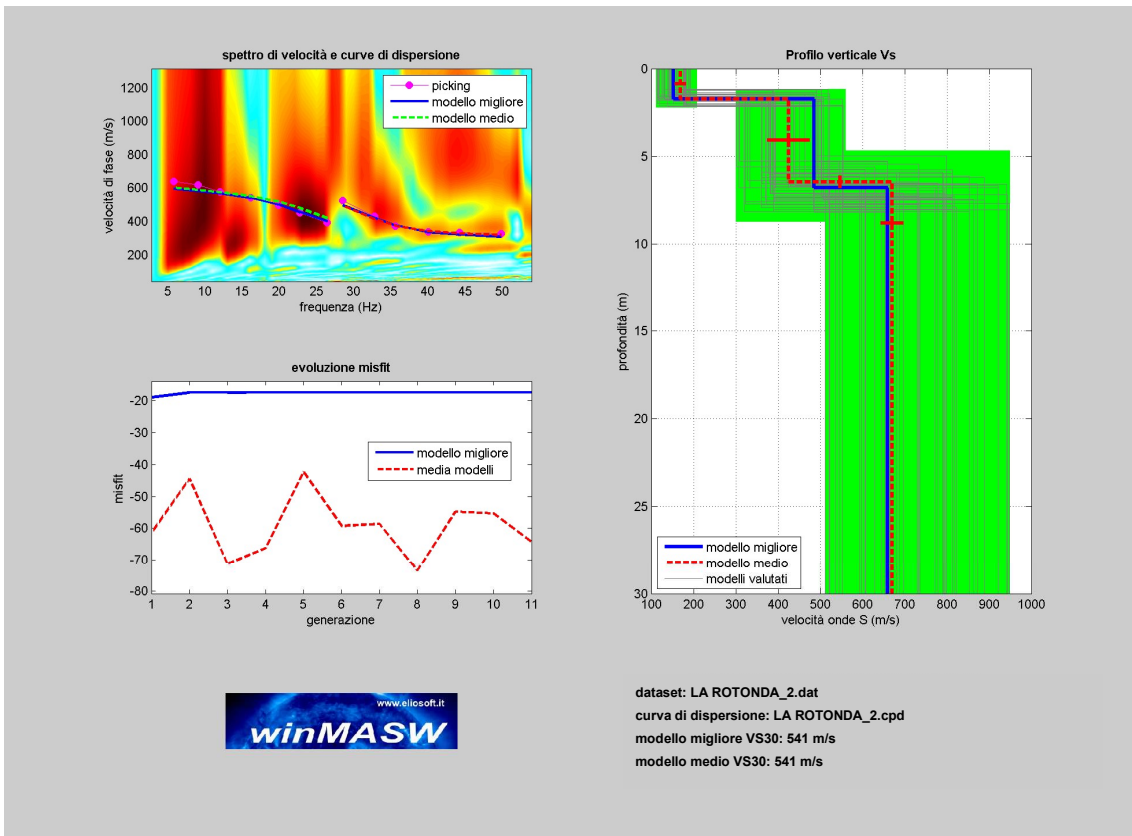 spettro di velocità e curve di dispersione
velocità di fase (m/s)
1200
1000
800
600
400
200
picking
modello migliore
modello medio
5 10 15 20 25 30 35 40 45 50
frequenza (Hz)
evoluzione misfit
misfit
-20
-30
-40
-50
-60
-70
-80
modello migliore
media modelli
1 2 3 4 5 6 7 8 9 10 11
generazione
Profilo verticale Vs
profondità (m)
0
5
10
15
20
25
30
modello migliore
modello medio
modelli valutati
100 200 300 400 500 600 700 800 900 1000
velocità onde S (m/s)
www.eliosoft.it
winMASW
dataset: LA ROTONDA_2.dat
curva di dispersione: LA ROTONDA_2.cpd
modello migliore VS30: 541 m/s
modello medio VS30: 541 m/s